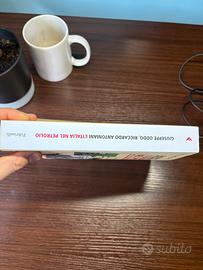 GIUSEPPE ODDO, RICCARDO ANTONIANI L'ITALIA NEL PETROLIO
Feltrinelli
subito